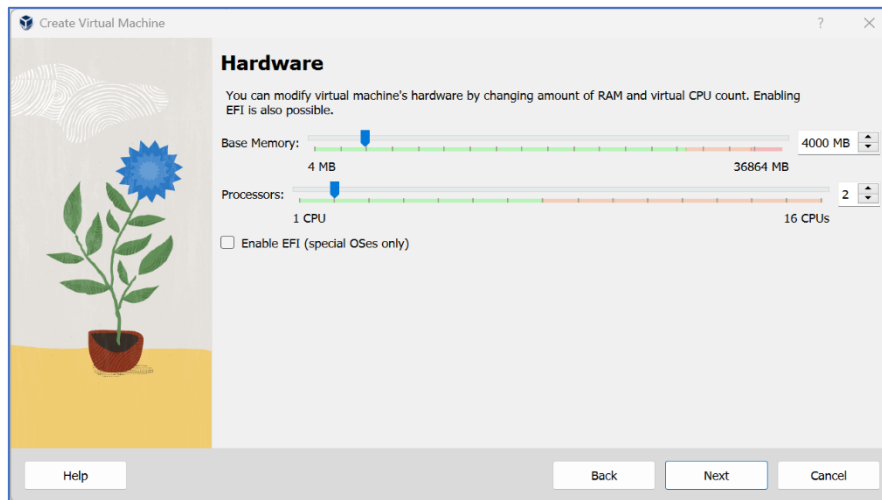 Create Virtual Machine
?
Hardware
You can modify virtual machine's hardware by changing amount of RAM and virtual CPU count. Enabling
EFI is also possible.
Base Memory: 4000 MB
4 MB 36864 MB
Processors: 2
1 CPU 16 CPUs
Enable EFI (special OSes only)
Help Back Next Cancel